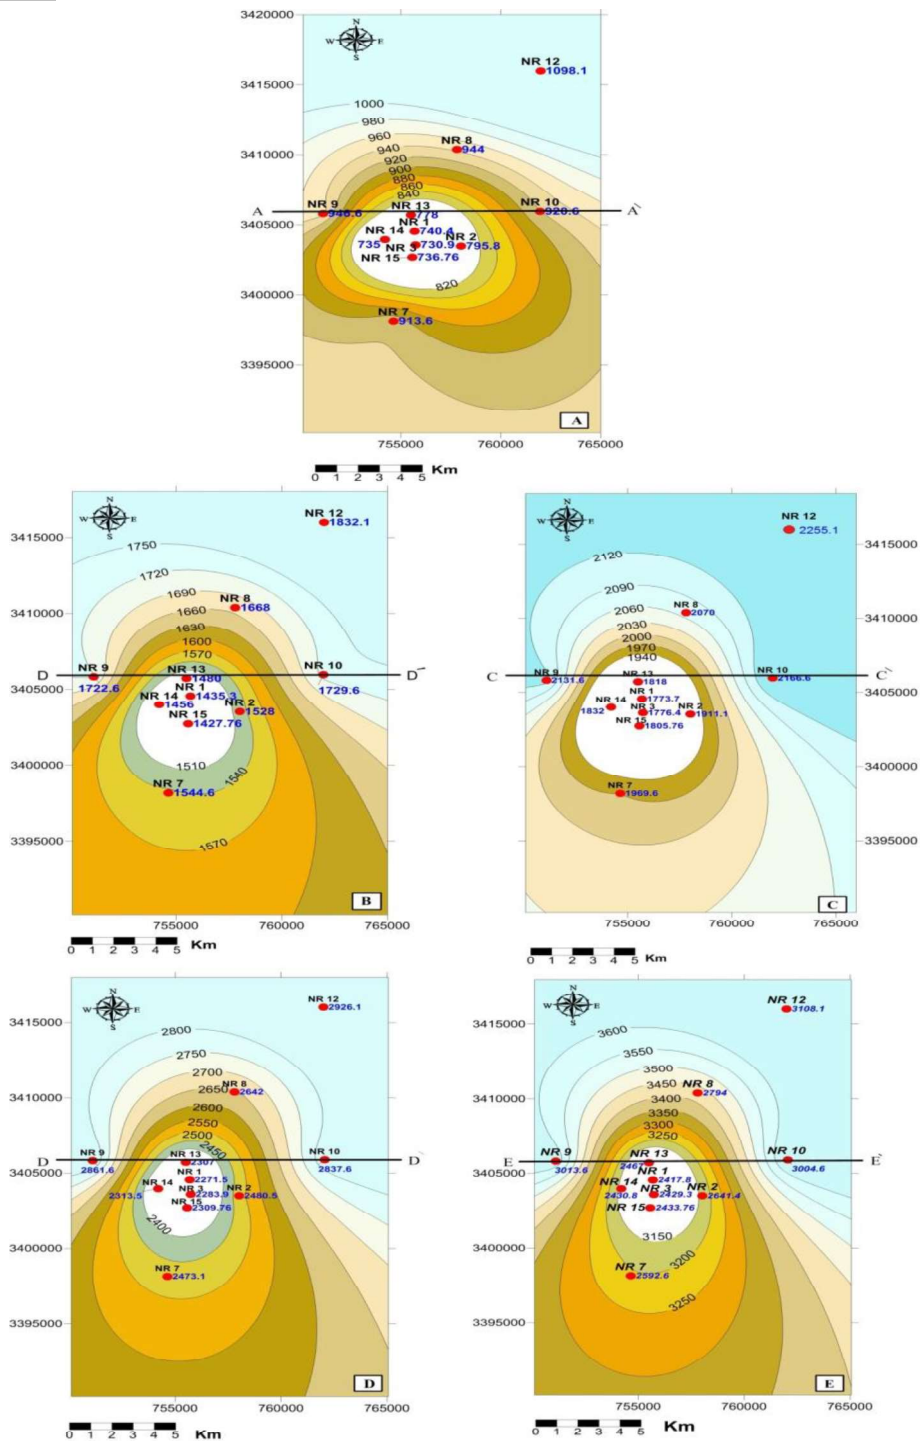 3420000
N
W E
S
NR 12
1098.1
3415000
1000
980
960
940
920
900
880
860
840
3410000
NR 8
944
NR 9
946.6
NR 13
778
NR 10
920.6
A
A\
3405000
NR 1
740.4
NR 14
735
NR 3
730.9
NR 2
795.8
NR 15
736.76
820
3400000
NR 7
913.6
3395000
A
755000 760000 765000
0 1 2 3 4 5 Km
N
W E
S
NR 12
1832.1
3415000
1750
1720
1690
1660
1630
1600
1570
3410000
NR 8
1668
NR 9
1722.6
NR 13
1480
NR 10
1729.6
D
3405000
NR 1
1435.3
NR 14
1456
NR 2
1528
NR 15
1427.76
3400000
1510
1540
NR 7
1544.6
3395000
1570
B
755000 760000 765000
0 1 2 3 4 5 Km
N
W E
S
NR 12
2255.1
3415000
2120
2090
2060
2030
2000
1970
1940
3410000
NR 8
2070
NR 9
2131.6
NR 13
1818
NR 10
2166.6
C
C\
3405000
NR 1
1773.7
NR 14
1832
NR 3
1776.4
NR 2
1911.1
NR 15
1805.76
3400000
NR 7
1969.6
3395000
C
755000 760000 765000
0 1 2 3 4 5 Km
N
W E
S
NR 12
2926.1
3415000
2800
2750
2700
2650
2600
2550
2500
2450
3410000
NR 8
2642
NR 9
2861.6
NR 13
2307
NR 10
2837.6
D
D\
3405000
NR 1
2271.5
NR 14
2313.5
NR 3
2283.9
NR 2
2480.5
NR 15
2309.76
2400
3400000
NR 7
2473.1
3395000
D
755000 760000 765000
0 1 2 3 4 5 Km
N
W E
S
NR 12
3108.1
3415000
3600
3550
3500
3450
3400
3350
3300
3250
3410000
NR 8
2794
NR 9
3013.6
NR 13
2467
NR 10
3004.6
E
3405000
NR 1
2417.8
NR 14
2430.8
NR 3
2429.3
NR 2
2641.4
NR 15
2433.76
3150
3400000
3200
NR 7
2592.6
3250
3395000
E
755000 760000 765000
0 1 2 3 4 5 Km